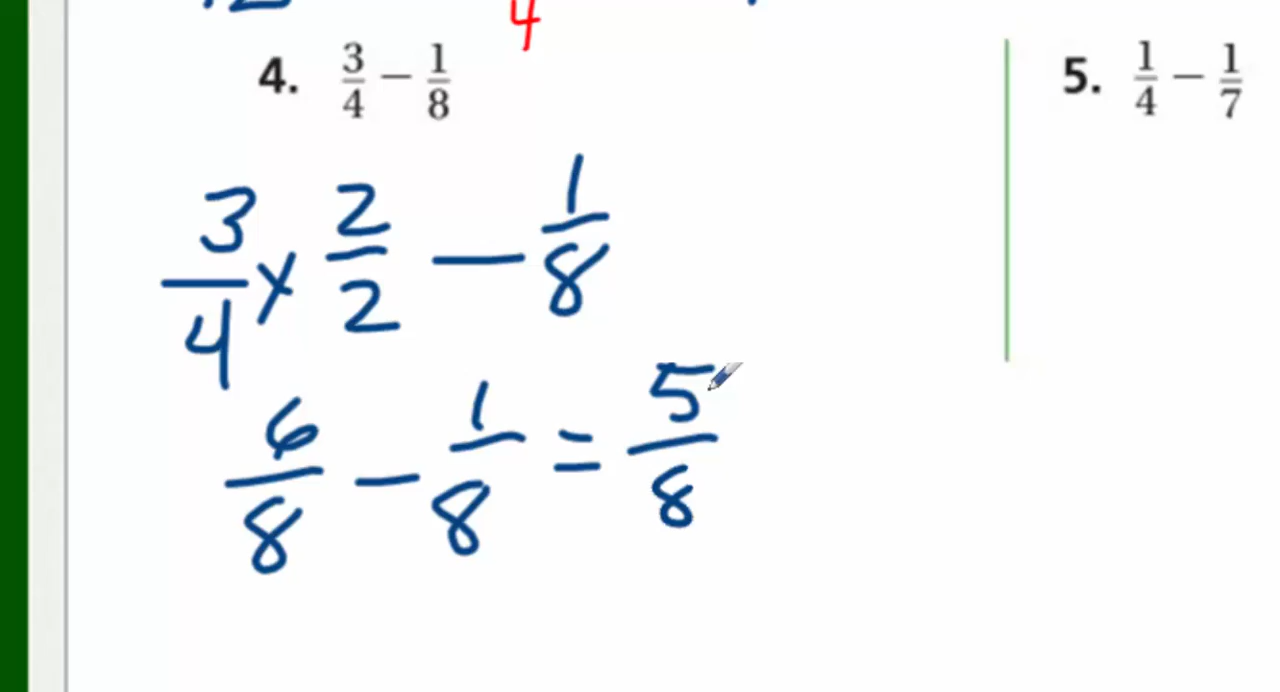 4
4. 3/4 − 1/8
5. 1/4 − 1/7
3/4 x 2/2 − 1/8
6/8 − 1/8 = 5/8